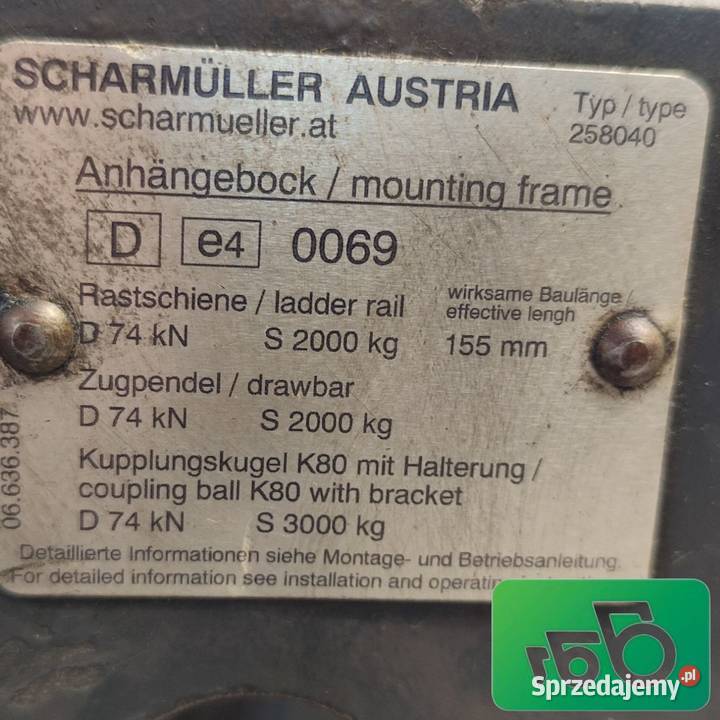 SCHARMÜLLER AUSTRIA
www.scharmueller.at
Typ / type
258040
Anhängebock / mounting frame
D e4 0069
Rastschiene / ladder rail
D 74 kN S 2000 kg
wirksame Baulänge /
effective lengh
155 mm
Zugpendel / drawbar
D 74 kN S 2000 kg
Kupplungskugel K80 mit Halterung /
coupling ball K80 with bracket
D 74 kN S 3000 kg
Detaillierte Informationen siehe Montage- und Betriebsanleitung.
For detailed information see installation and
06.636.387
Sprzedajemy.pl